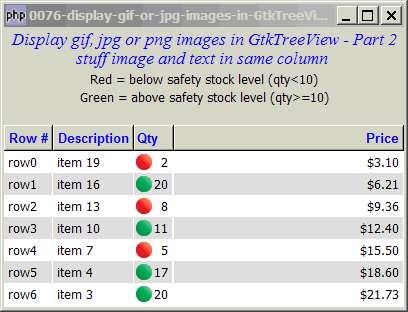 php 0076-display-gif-or-jpg-images-in-GtkTreeVi...
Display gif, jpg or png images in GtkTreeView - Part 2
stuff image and text in same column
Red = below safety stock level (qty<10)
Green = above safety stock level (qty>=10)
Row # Description Qty Price
row0 item 19 2 $3.10
row1 item 16 20 $6.21
row2 item 13 8 $9.36
row3 item 10 11 $12.40
row4 item 7 5 $15.50
row5 item 4 17 $18.60
row6 item 3 20 $21.73